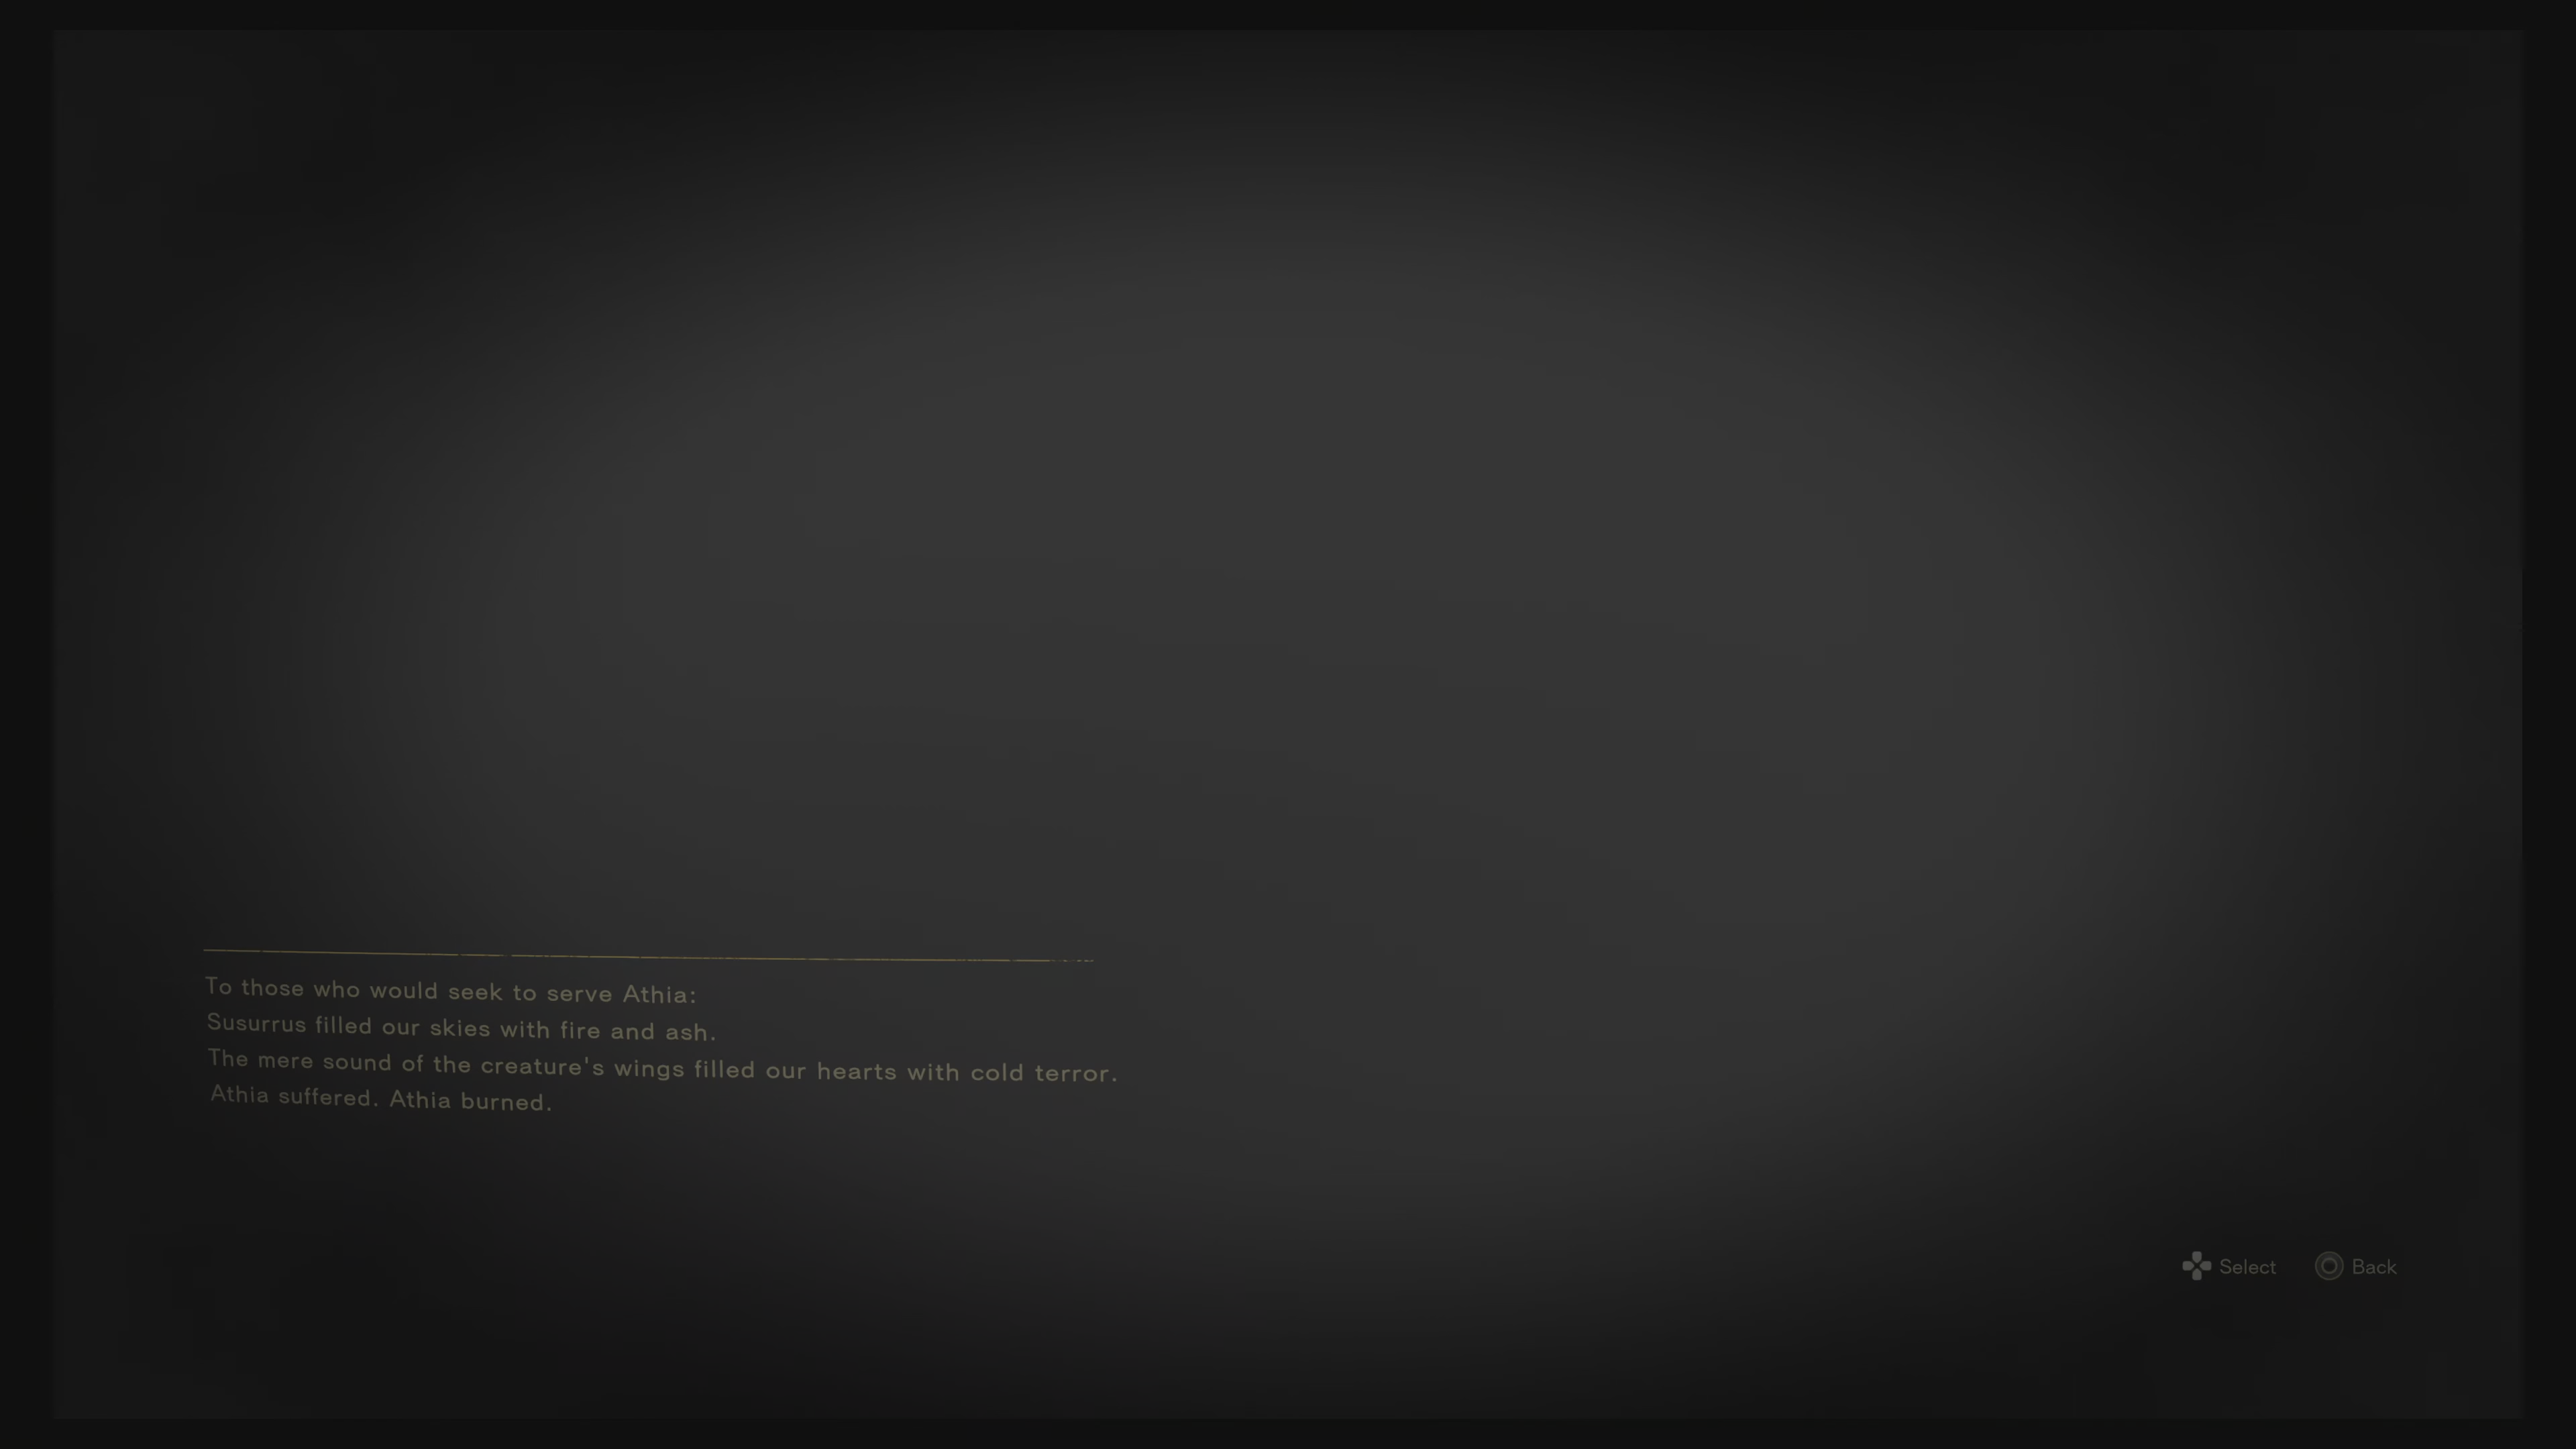 To those who would seek to serve Athia:
Susurrus filled our skies with fire and ash.
The mere sound of the creature's wings filled our hearts with cold terror.
Athia suffered. Athia burned.
Select
Back